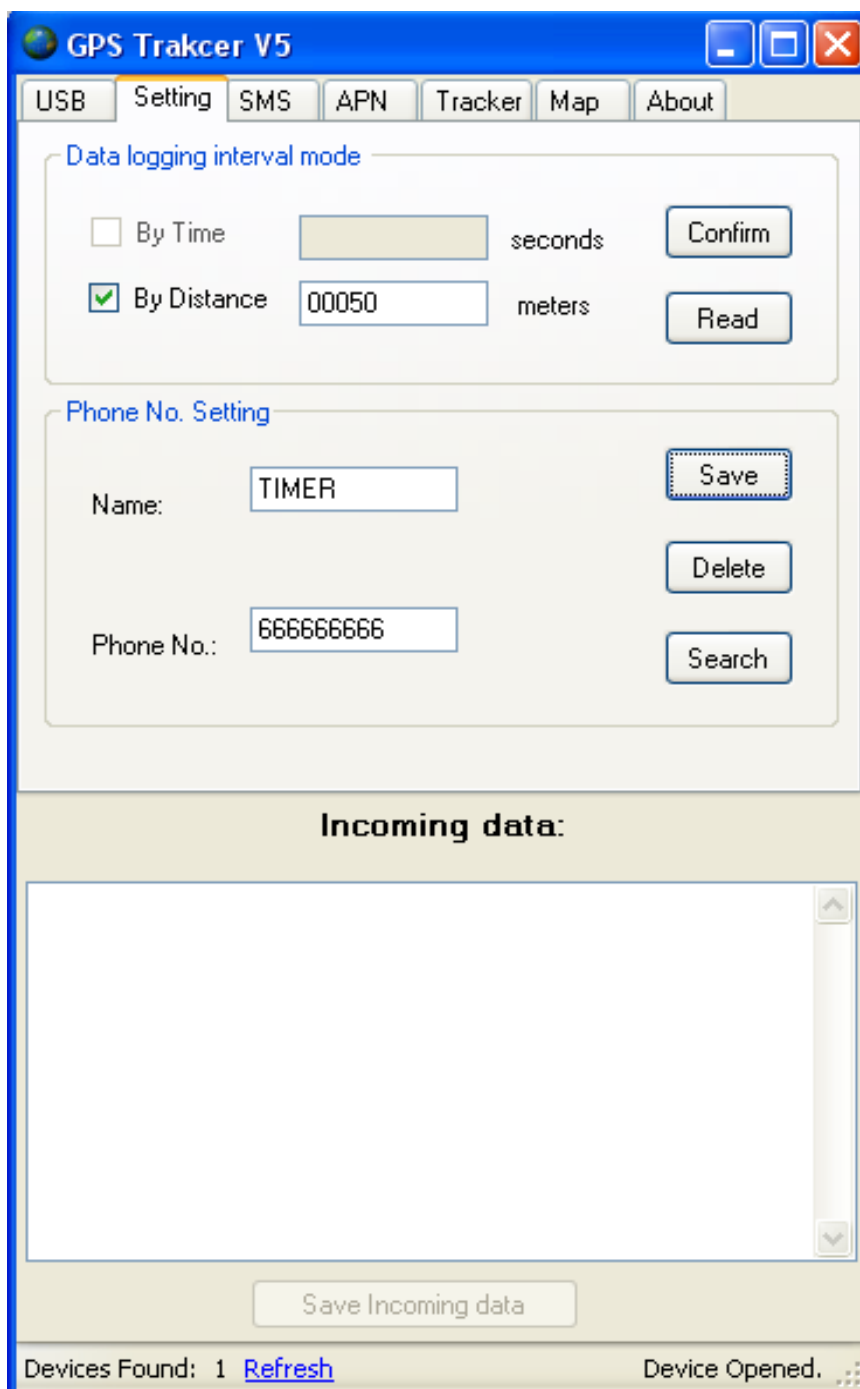 GPS Trakcer V5
USB Setting SMS APN Tracker Map About
Data logging interval mode
By Time seconds Confirm
By Distance 00050 meters Read
Phone No. Setting
Name: TIMER Save
Delete
Phone No.: 666666666 Search
Incoming data:
Save Incoming data
Devices Found: 1 Refresh Device Opened.